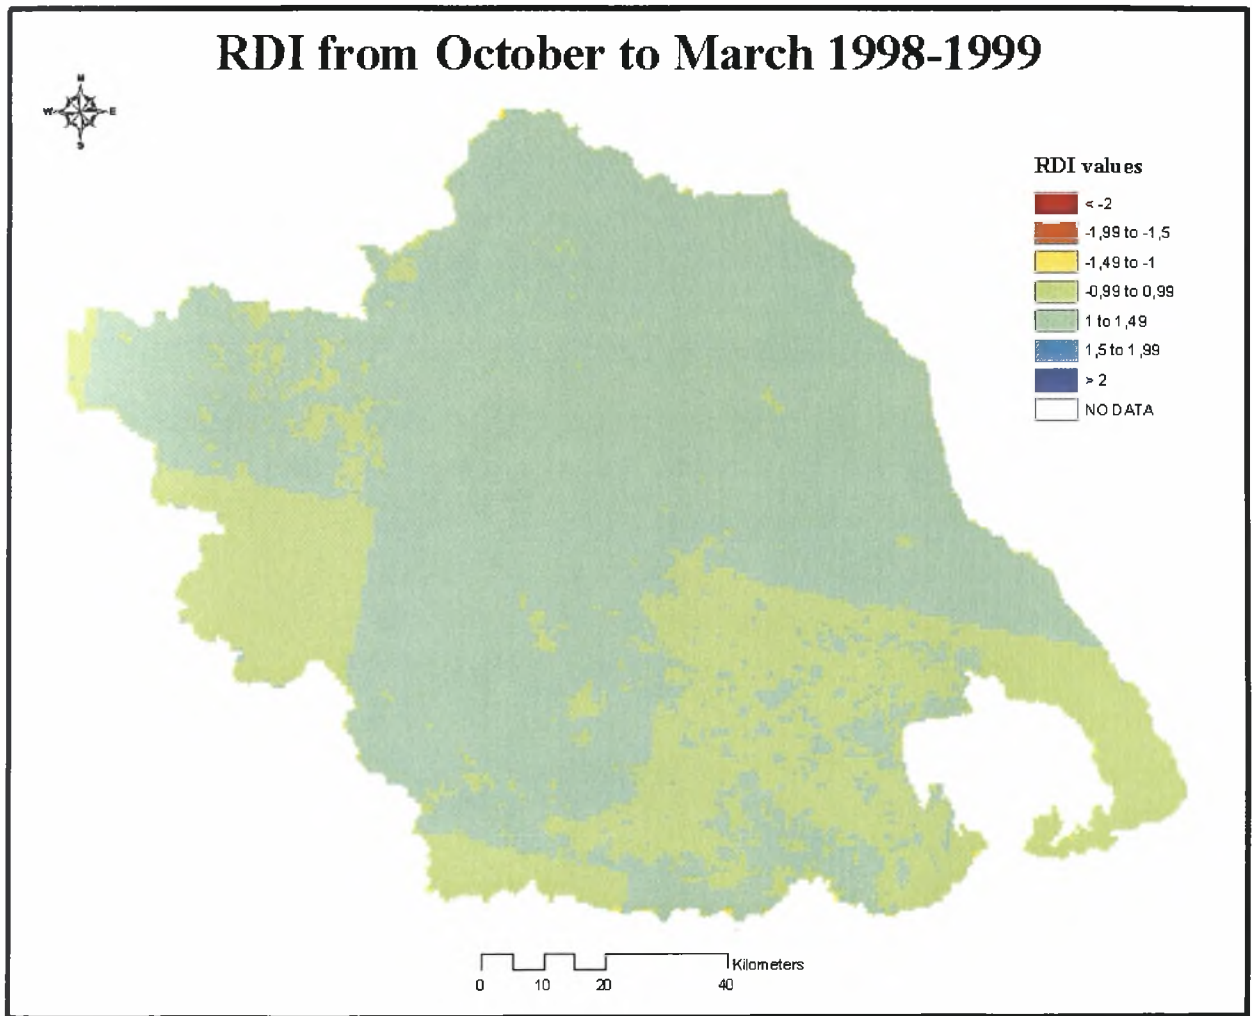 RDI from October to March 1998-1999
N
W E
S
RDI values
< -2
-1,99 to -1,5
-1,49 to -1
-0,99 to 0,99
1 to 1,49
1,5 to 1,99
> 2
NO DATA
Kilometers
0 10 20 40